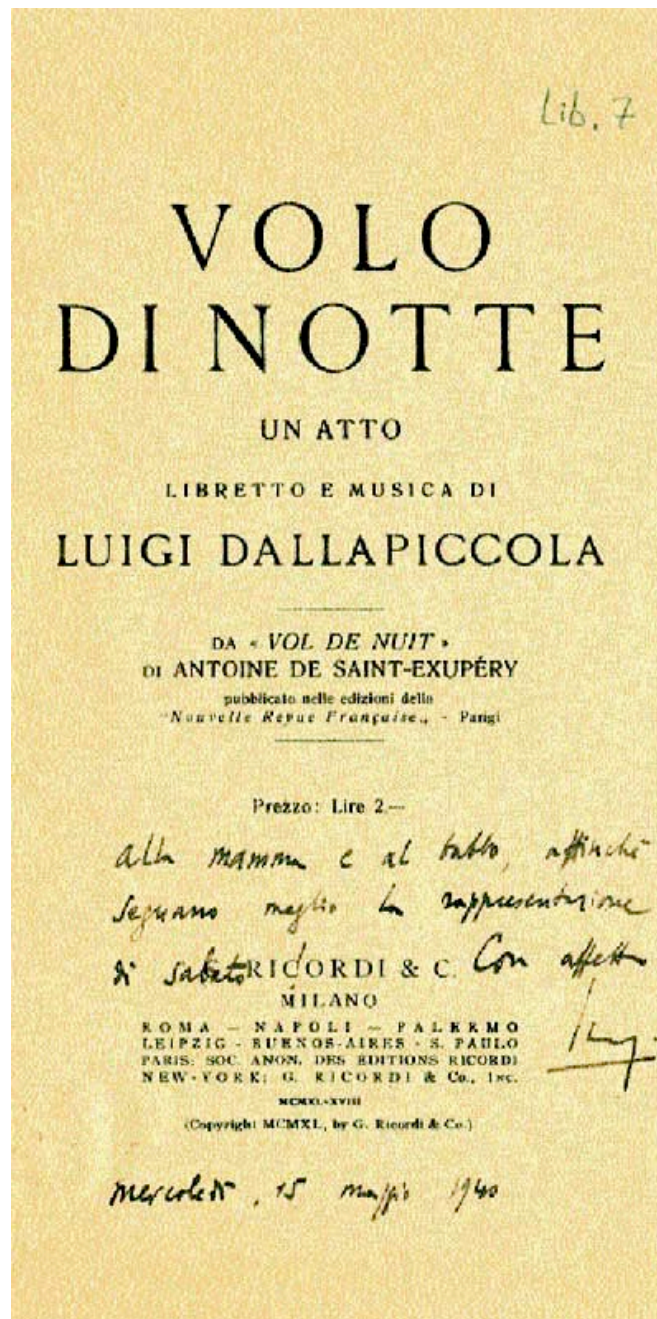 Lib. 7
VOLO
DI NOTTE
UN ATTO
LIBRETTO E MUSICA DI
LUIGI DALLAPICCOLA
DA « VOL DE NUIT »
DI ANTOINE DE SAINT-EXUPÉRY
pubblicato nelle edizioni della
"Nouvelle Revue Française„ - Parigi
Prezzo: Lire 2.—
alla mamma e al babbo, affinchè
seguano meglio la rappresentazione
di sabato! Con affetto
RICORDI & C.
MILANO
ROMA — NAPOLI — PALERMO
LEIPZIG - BUENOS-AIRES - S. PAULO
PARIS: SOC. ANON. DES EDITIONS RICORDI
NEW-YORK: G. RICORDI & Co., Inc.
MCMXL-XVIII
(Copyright MCMXL, by G. Ricordi & Co.)
mercoledì, 15 maggio 1940